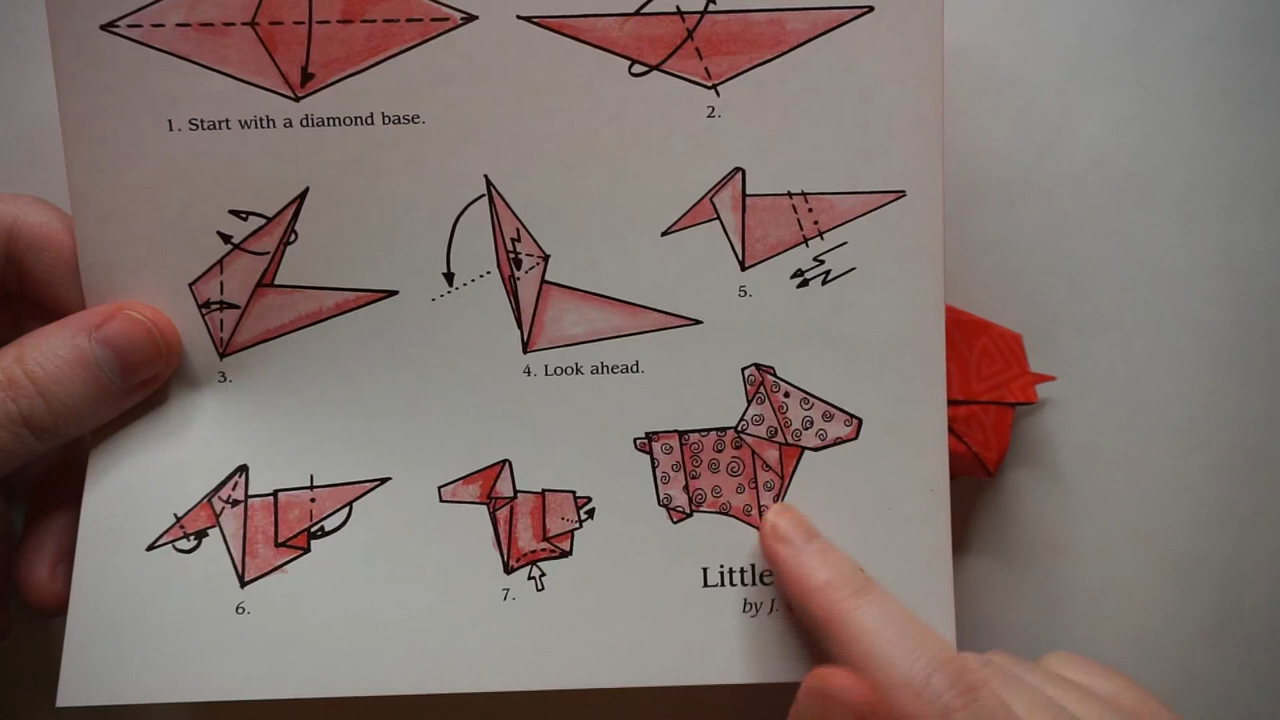 1. Start with a diamond base.
2.
3.
4. Look ahead.
5.
6.
7.
Little
by J.